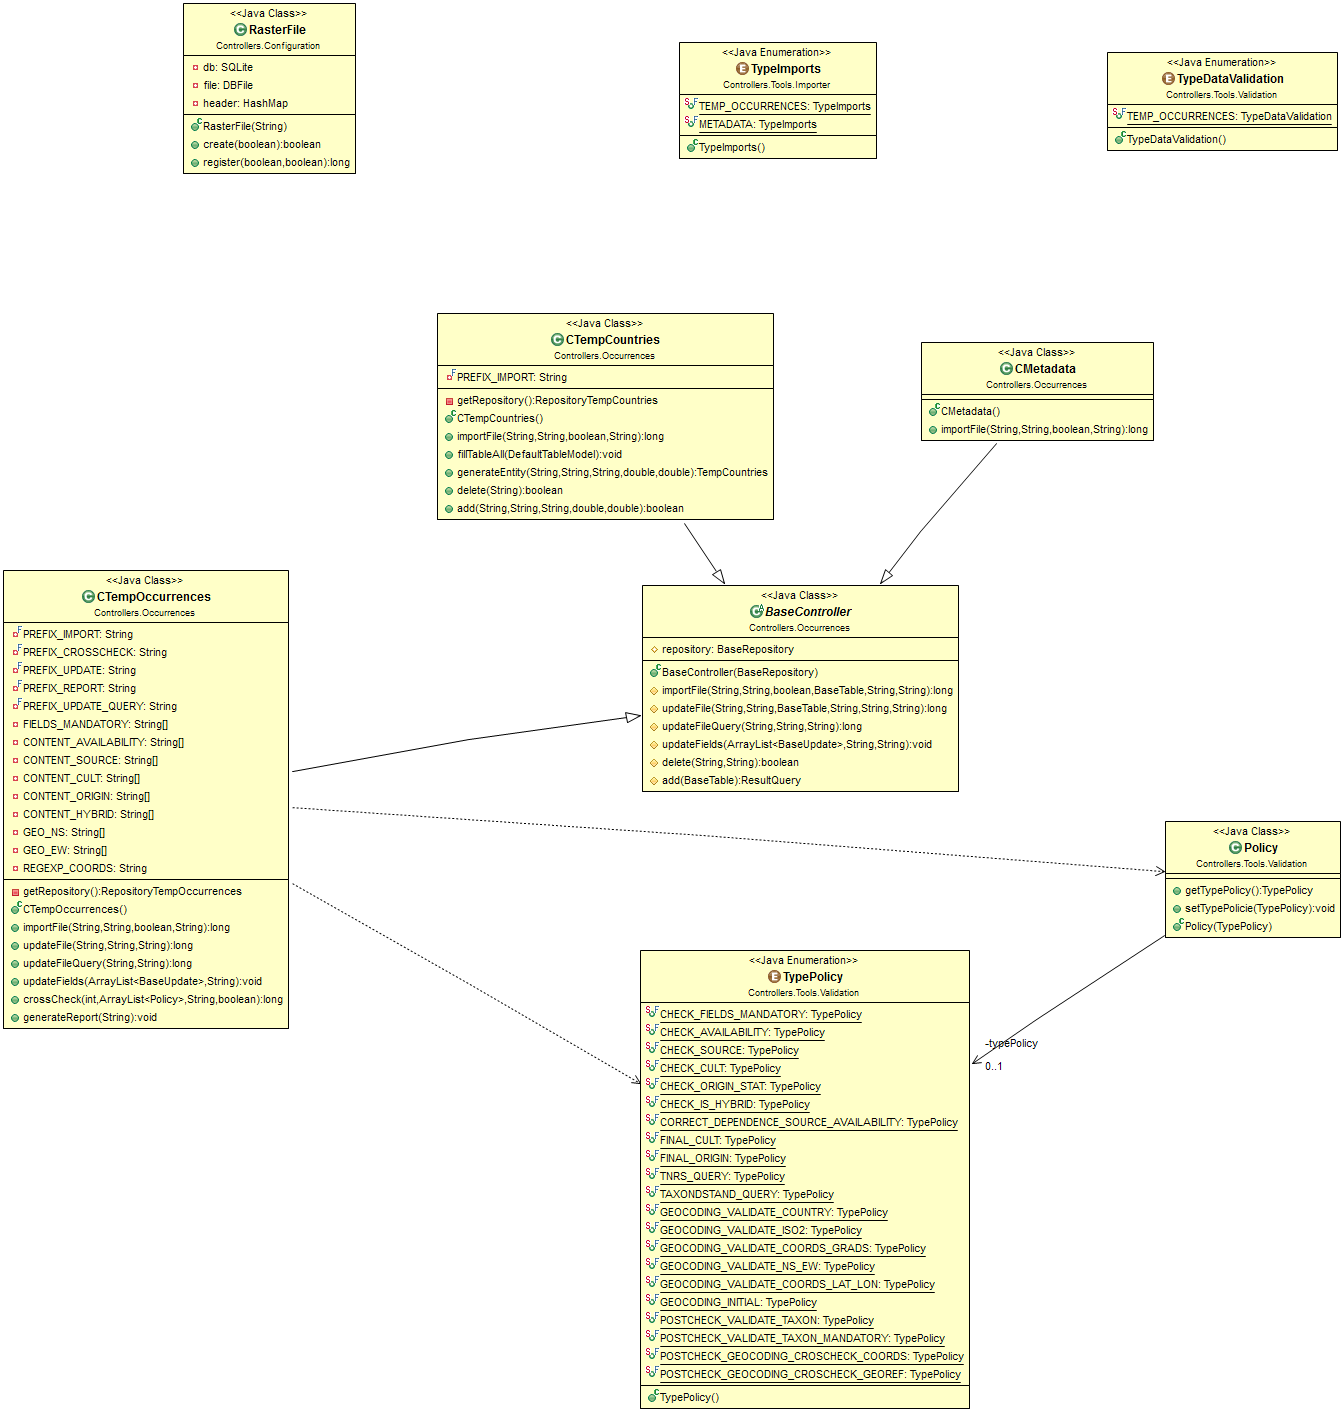 <<Java Class>>
RasterFile
Controllers.Configuration
db: SQLite
file: DBFile
header: HashMap
RasterFile(String)
create(boolean):boolean
register(boolean,boolean):long
<<Java Enumeration>>
TypeImports
Controllers.Tools.Importer
TEMP_OCCURRENCES: TypeImports
METADATA: TypeImports
TypeImports()
<<Java Enumeration>>
TypeDataValidation
Controllers.Tools.Validation
TEMP_OCCURRENCES: TypeDataValidation
TypeDataValidation()
<<Java Class>>
CTempCountries
Controllers.Occurrences
PREFIX_IMPORT: String
getRepository():RepositoryTempCountries
CTempCountries()
importFile(String,String,boolean,String):long
fillTableAll(DefaultTableModel):void
generateEntity(String,String,String,double,double):TempCountries
delete(String):boolean
add(String,String,String,double,double):boolean
<<Java Class>>
CMetadata
Controllers.Occurrences
CMetadata()
importFile(String,String,boolean,String):long
<<Java Class>>
CTempOccurrences
Controllers.Occurrences
PREFIX_IMPORT: String
PREFIX_CROSSCHECK: String
PREFIX_UPDATE: String
PREFIX_REPORT: String
PREFIX_UPDATE_QUERY: String
FIELDS_MANDATORY: String[]
CONTENT_AVAILABILITY: String[]
CONTENT_SOURCE: String[]
CONTENT_CULT: String[]
CONTENT_ORIGIN: String[]
CONTENT_HYBRID: String[]
GEO_NS: String[]
GEO_EW: String[]
REGEXP_COORDS: String
getRepository():RepositoryTempOccurrences
CTempOccurrences()
importFile(String,String,boolean,String):long
updateFile(String,String,String):long
updateFileQuery(String,String):long
updateFields(ArrayList<BaseUpdate>,String):void
crossCheck(int,ArrayList<Policy>,String,boolean):long
generateReport(String):void
<<Java Class>>
BaseController
Controllers.Occurrences
repository: BaseRepository
BaseController(BaseRepository)
importFile(String,String,boolean,BaseTable,String,String):long
updateFile(String,String,BaseTable,String,String,String):long
updateFileQuery(String,String,String):long
updateFields(ArrayList<BaseUpdate>,String,String):void
delete(String,String):boolean
add(BaseTable):ResultQuery
<<Java Class>>
Policy
Controllers.Tools.Validation
getTypePolicy():TypePolicy
setTypePolicie(TypePolicy):void
Policy(TypePolicy)
-typePolicy
0..1
<<Java Enumeration>>
TypePolicy
Controllers.Tools.Validation
CHECK_FIELDS_MANDATORY: TypePolicy
CHECK_AVAILABILITY: TypePolicy
CHECK_SOURCE: TypePolicy
CHECK_CULT: TypePolicy
CHECK_ORIGIN_STAT: TypePolicy
CHECK_IS_HYBRID: TypePolicy
CORRECT_DEPENDENCE_SOURCE_AVAILABILITY: TypePolicy
FINAL_CULT: TypePolicy
FINAL_ORIGIN: TypePolicy
TNRS_QUERY: TypePolicy
TAXONDSTAND_QUERY: TypePolicy
GEOCODING_VALIDATE_COUNTRY: TypePolicy
GEOCODING_VALIDATE_ISO2: TypePolicy
GEOCODING_VALIDATE_COORDS_GRADS: TypePolicy
GEOCODING_VALIDATE_NS_EW: TypePolicy
GEOCODING_VALIDATE_COORDS_LAT_LON: TypePolicy
GEOCODING_INITIAL: TypePolicy
POSTCHECK_VALIDATE_TAXON: TypePolicy
POSTCHECK_VALIDATE_TAXON_MANDATORY: TypePolicy
POSTCHECK_GEOCODING_CROSCHECK_COORDS: TypePolicy
POSTCHECK_GEOCODING_CROSCHECK_GEOREF: TypePolicy
TypePolicy()